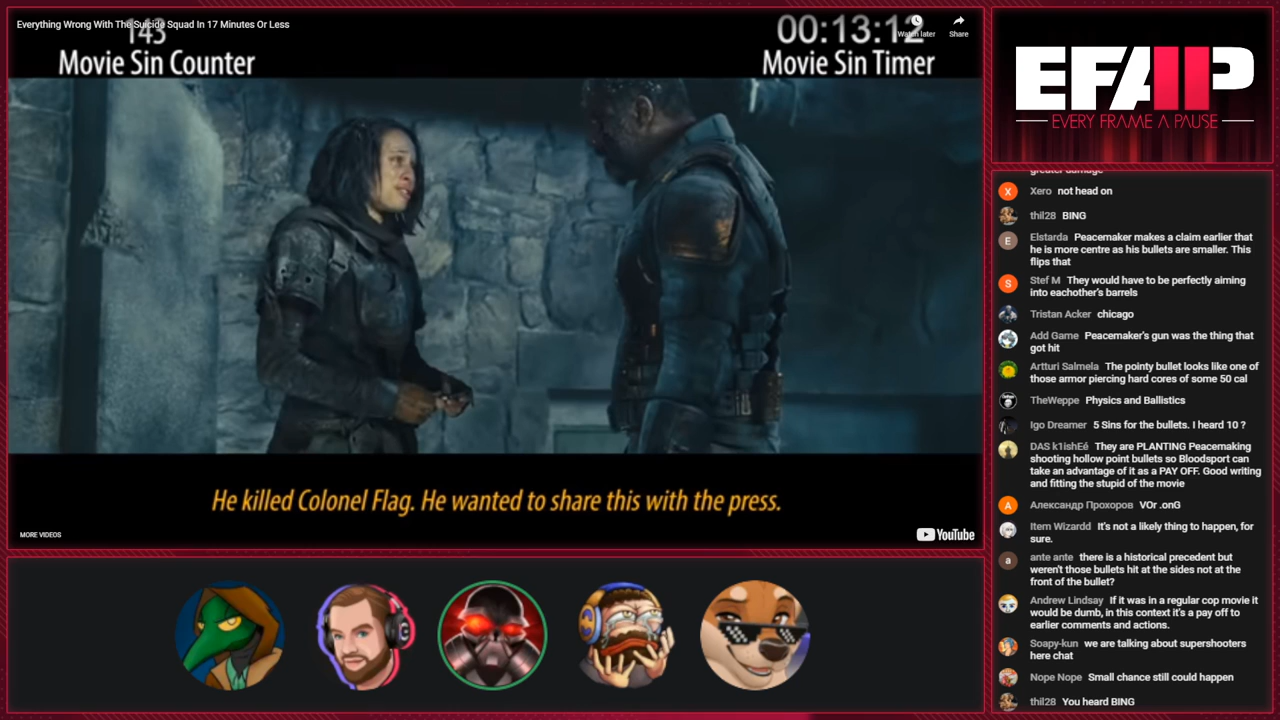 Everything Wrong With The Suicide Squad In 17 Minutes Or Less
143
Movie Sin Counter
00:13:12
Movie Sin Timer
Watch later
Share
He killed Colonel Flag. He wanted to share this with the press.
MORE VIDEOS
YouTube
EFAP
EVERY FRAME A PAUSE
greater damage
Xero not head on
thil28 BING
Elstarda Peacemaker makes a claim earlier that
he is more centre as his bullets are smaller. This
flips that
Stef M They would have to be perfectly aiming
into eachother's barrels
Tristan Acker chicago
Add Game Peacemaker's gun was the thing that
got hit
Artturi Salmela The pointy bullet looks like one of
those armor piercing hard cores of some 50 cal
TheWeppe Physics and Ballistics
Igo Dreamer 5 Sins for the bullets. I heard 10 ?
DAS k1ishEé They are PLANTING Peacemaking
shooting hollow point bullets so Bloodsport can
take an advantage of it as a PAY OFF. Good writing
and fitting the stupid of the movie
Александр Прохоров VOr .onG
Item Wizardd It's not a likely thing to happen, for
sure.
ante ante there is a historical precedent but
weren't those bullets hit at the sides not at the
front of the bullet?
Andrew Lindsay If it was in a regular cop movie it
would be dumb, in this context it's a pay off to
earlier comments and actions.
Soapy-kun we are talking about supershooters
here chat
Nope Nope Small chance still could happen
thil28 You heard BING